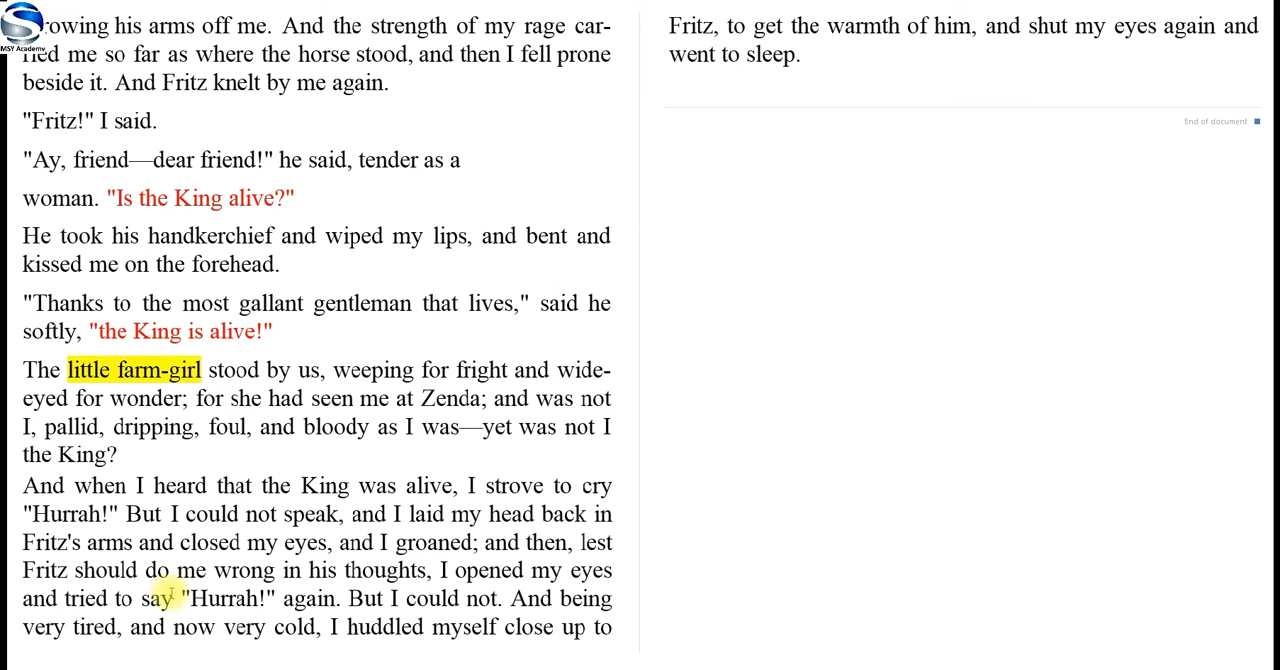 rowing his arms off me. And the strength of my rage car-
MSY Academy
ried me so far as where the horse stood, and then I fell prone
beside it. And Fritz knelt by me again.
"Fritz!" I said.
"Ay, friend—dear friend!" he said, tender as a
woman. "Is the King alive?"
He took his handkerchief and wiped my lips, and bent and
kissed me on the forehead.
"Thanks to the most gallant gentleman that lives," said he
softly, "the King is alive!"
The little farm-girl stood by us, weeping for fright and wide-
eyed for wonder; for she had seen me at Zenda; and was not
I, pallid, dripping, foul, and bloody as I was—yet was not I
the King?
And when I heard that the King was alive, I strove to cry
"Hurrah!" But I could not speak, and I laid my head back in
Fritz's arms and closed my eyes, and I groaned; and then, lest
Fritz should do me wrong in his thoughts, I opened my eyes
and tried to say "Hurrah!" again. But I could not. And being
very tired, and now very cold, I huddled myself close up to
Fritz, to get the warmth of him, and shut my eyes again and
went to sleep.
End of document